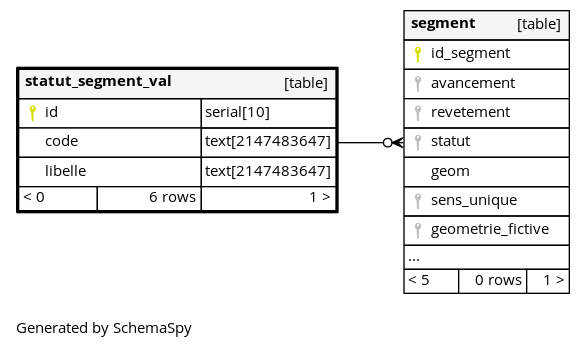 statut_segment_val [table]
id serial[10]
code text[2147483647]
libelle text[2147483647]
< 0 6 rows 1 >
segment [table]
id_segment
avancement
revetement
statut
geom
sens_unique
geometrie_fictive
...
< 5 0 rows 1 >
Generated by SchemaSpy